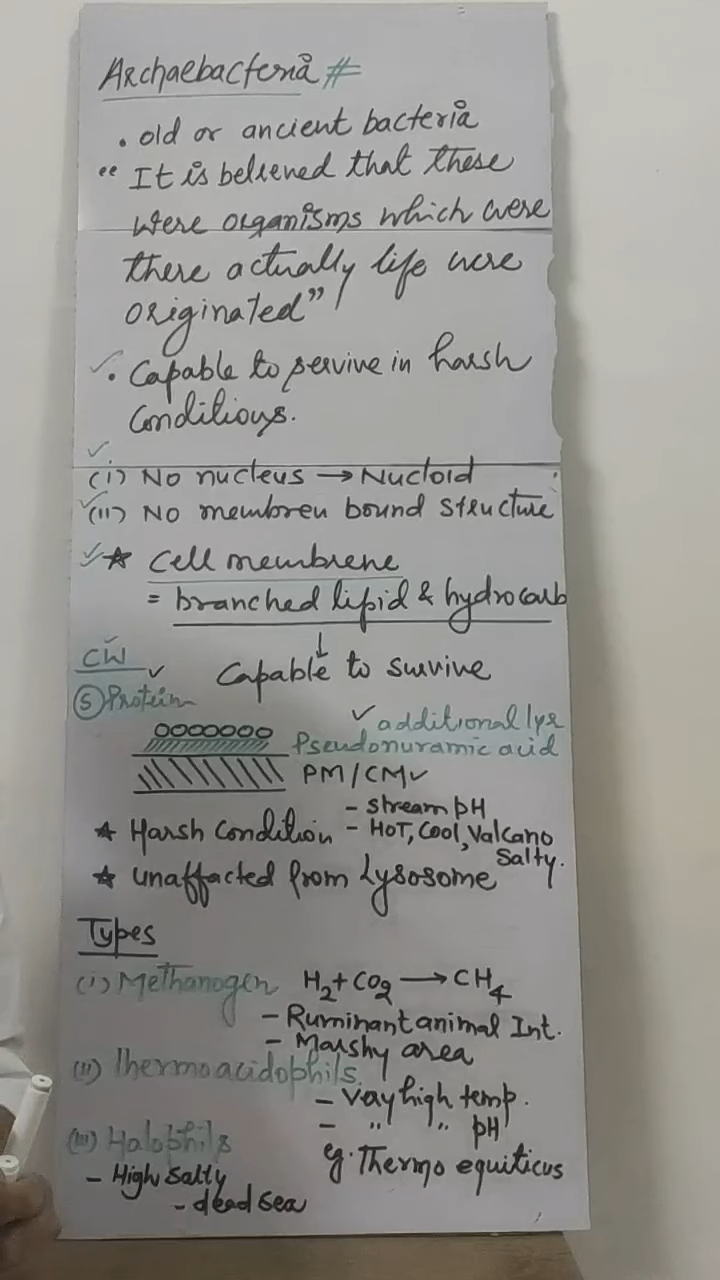 Archaebacteria #
. old or ancient bacteria
“ It is believed that these
were organisms which were
there actually life were
originated”
. Capable to servive in harsh
Conditions.
(i) No nucleus → Nucloid
(ii) No membren bound structure
★ Cell membrene
= branched lipid & hydrocarb
↓
CW
Capable to survive
(S) Protein
additional lye
Pseudonuramic acid
PM/CM
- stream pH
★ Harsh Condition - HOT, Cool, Valcano
Salty.
★ unaffacted from Lysosome
Types
(i) Methanogen H2+CO2 → CH4
- Ruminant animal Int.
- Marshy area
(ii) Thermoacidophils
- Vay high temp.
- " " pH
(iii) Halophils
eg. Thermo equiticus
- High Salty
- dead sea